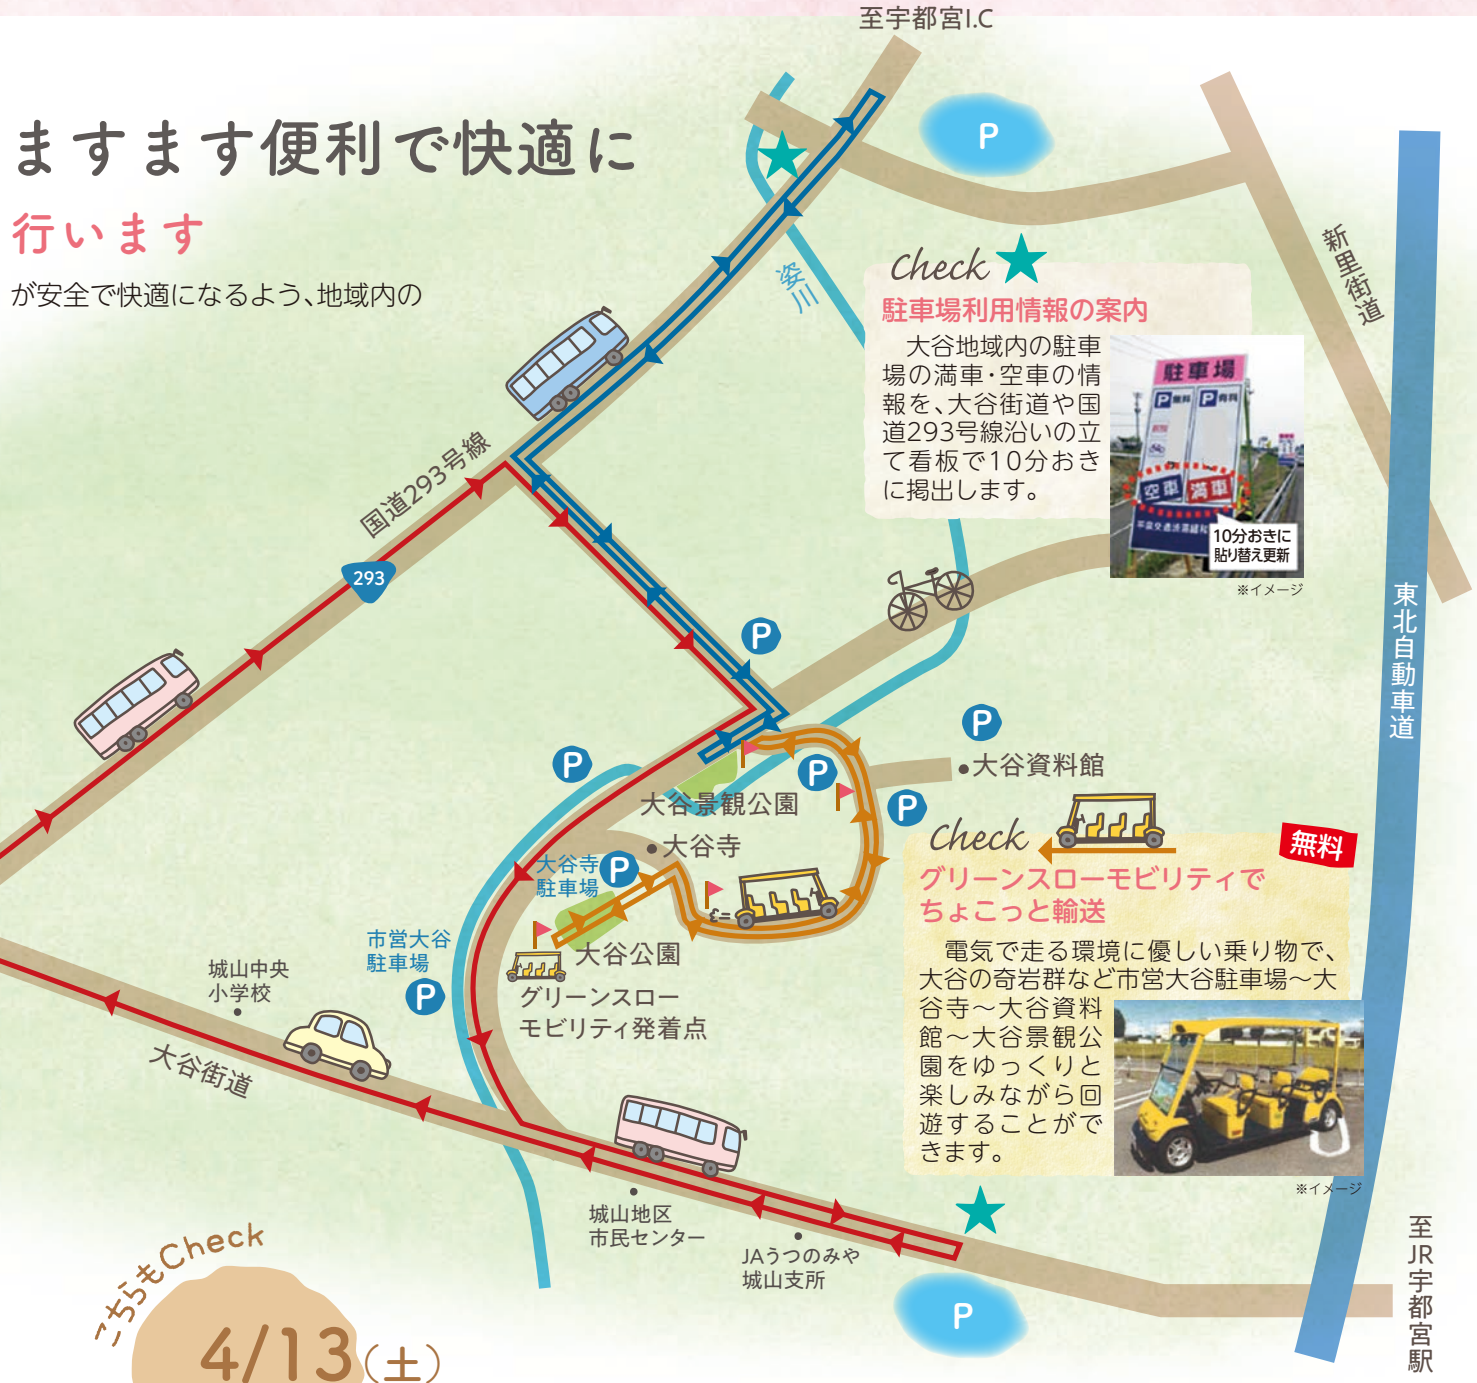 至宇都宮I.C
ますます便利で快適に
行います
が安全で快適になるよう、地域内の
P
姿川
新里街道
Check
駐車場利用情報の案内
大谷地域内の駐車
場の満車・空車の情
報を、大谷街道や国
道293号線沿いの立
て看板で10分おき
に掲出します。
駐車場
P無料
P有料
空車
満車
10分おきに
貼り替え更新
※イメージ
国道293号線
293
東北自動車道
P
P
P
P
P
大谷資料館
大谷景観公園
大谷寺
大谷寺
駐車場
P
大谷公園
市営大谷
駐車場
P
グリーンスロー
モビリティ発着点
城山中央
小学校
大谷街道
Check
無料
グリーンスローモビリティで
ちょこっと輸送
電気で走る環境に優しい乗り物で、
大谷の奇岩群など市営大谷駐車場～大
谷寺～大谷資料
館～大谷景観公
園をゆっくりと
楽しみながら回
遊することがで
きます。
※イメージ
城山地区
市民センター
JAうつのみや
城山支所
P
至JR宇都宮駅
こちらもCheck
4/13(土)